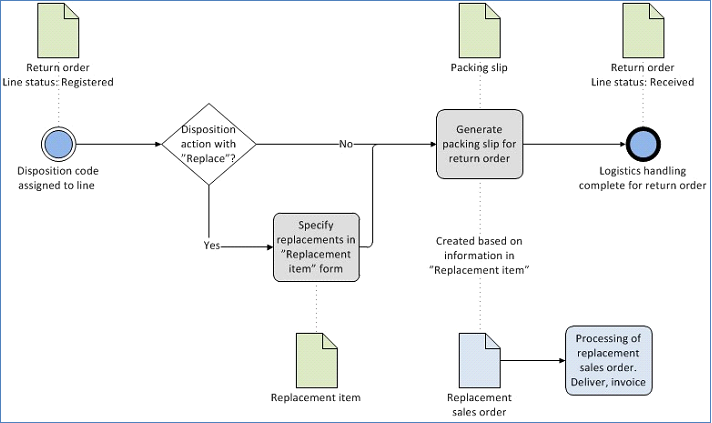 Return order
Line status: Registered
Packing slip
Return order
Line status: Received
Disposition
action with
"Replace"?
No
Generate
packing slip for
return order
Disposition code
assigned to line
Logistics handling
complete for return order
Yes
Specify
replacements in
"Replacement
item" form
Created based on
information in
"Replacement item"
Replacement item
Replacement
sales order
Processing of
replacement
sales order.
Deliver, invoice